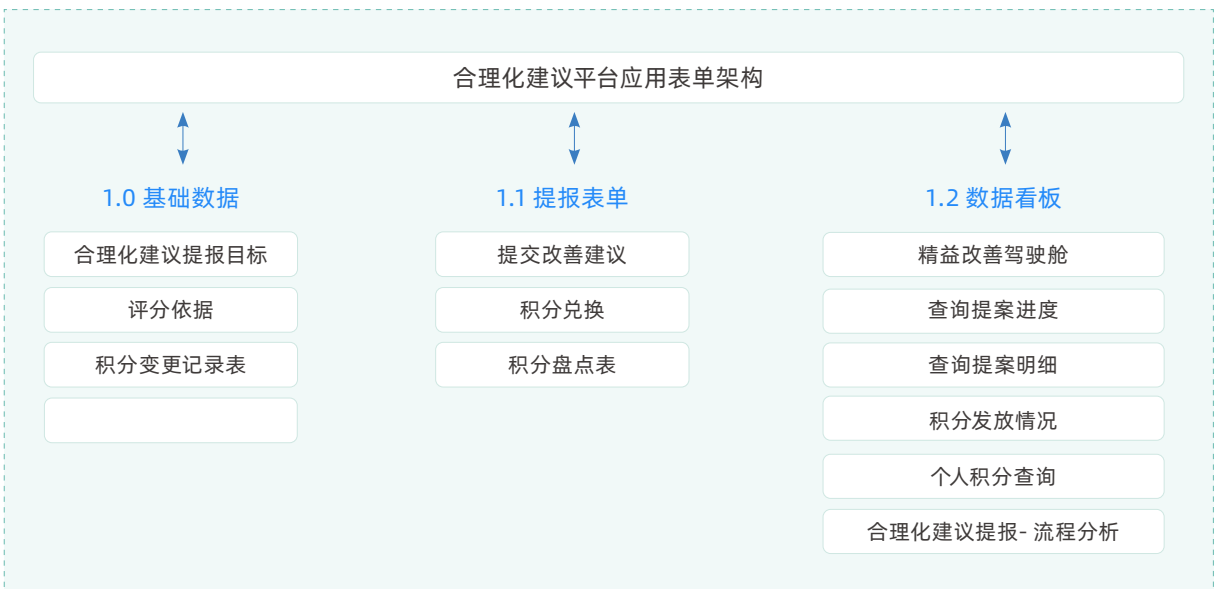 合理化建议平台应用表单架构
1.0 基础数据
合理化建议提报目标
评分依据
积分变更记录表
1.1 提报表单
提交改善建议
积分兑换
积分盘点表
1.2 数据看板
精益改善驾驶舱
查询提案进度
查询提案明细
积分发放情况
个人积分查询
合理化建议提报- 流程分析